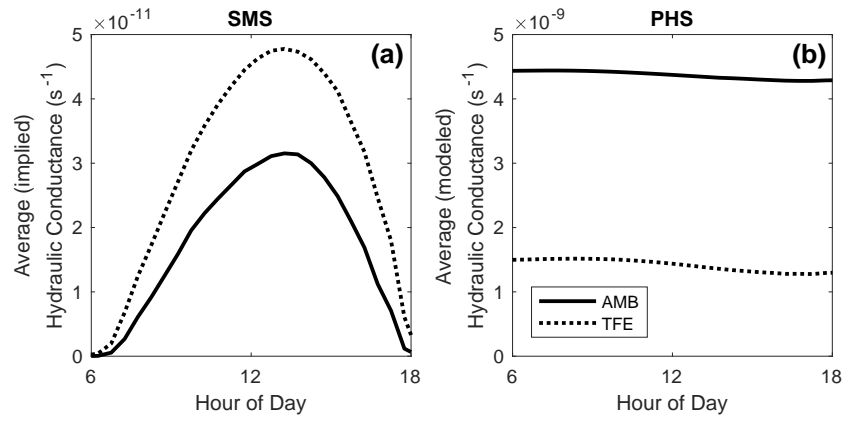 SMS
×10⁻¹¹
(a)
Average (implied)
Hydraulic Conductance (s⁻¹)
5
4
3
2
1
0
6
12
18
Hour of Day
PHS
×10⁻⁹
(b)
Average (modeled)
Hydraulic Conductance (s⁻¹)
5
4
3
2
1
0
AMB
TFE
6
12
18
Hour of Day